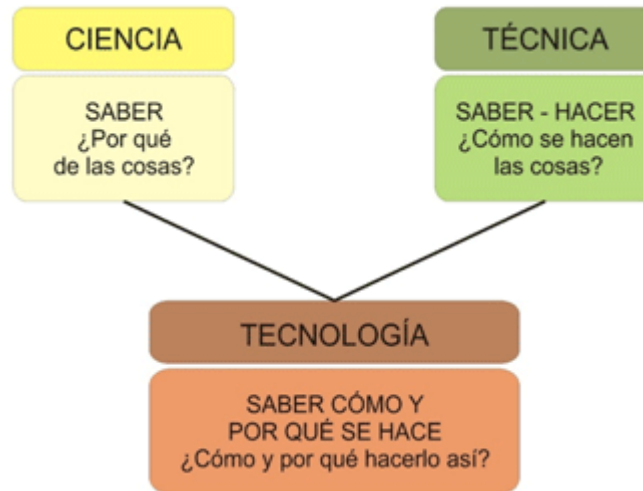 CIENCIA
SABER
¿Por qué
de las cosas?
TÉCNICA
SABER - HACER
¿Cómo se hacen
las cosas?
TECNOLOGÍA
SABER CÓMO Y
POR QUÉ SE HACE
¿Cómo y por qué hacerlo así?